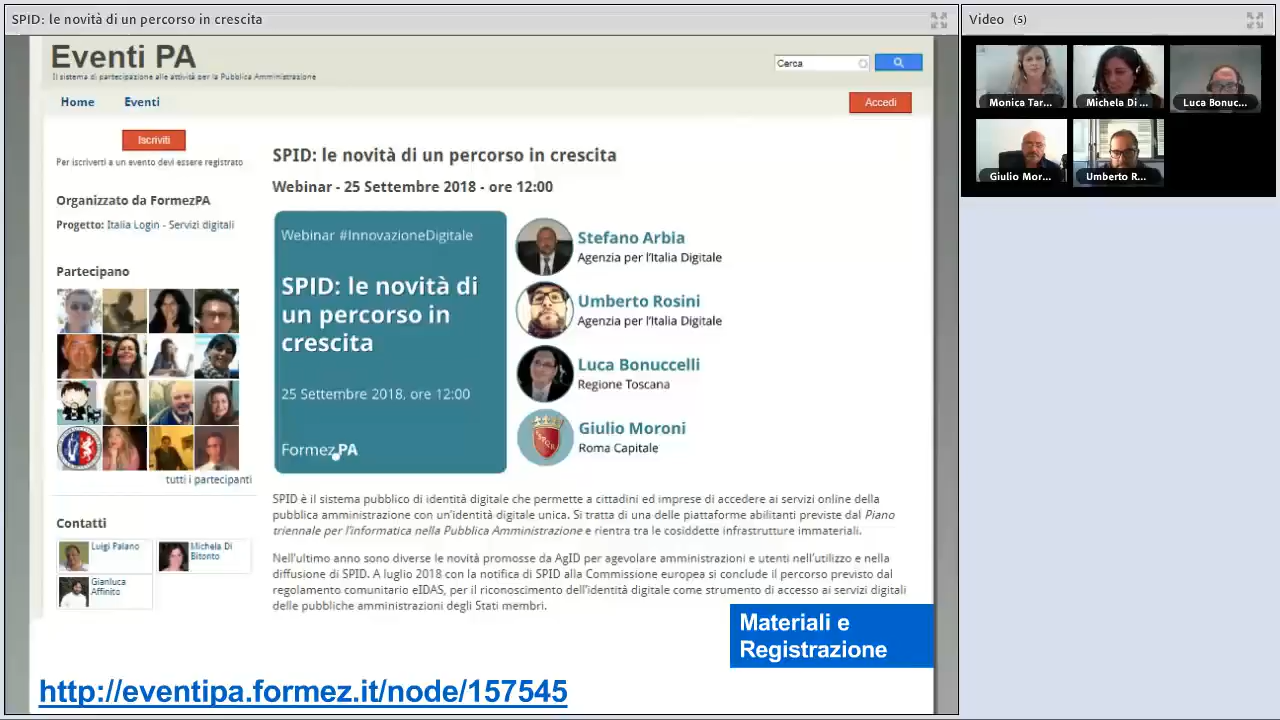 SPID: le novità di un percorso in crescita
Video (5)
Monica Tar...
Michela Di ...
Luca Bonuc...
Giulio Mor...
Umberto R...
Eventi PA
Il sistema di partecipazione alle attività per la Pubblica Amministrazione
Cerca
Home
Eventi
Accedi
Iscriviti
Per iscriverti a un evento devi essere registrato
Organizzato da FormezPA
Progetto: Italia Login - Servizi digitali
Partecipano
tutti i partecipanti
Contatti
Luigi Palano
Michela Di
Bitonto
Gianluca
Affinito
SPID: le novità di un percorso in crescita
Webinar - 25 Settembre 2018 - ore 12:00
Webinar #InnovazioneDigitale
SPID: le novità di
un percorso in
crescita
25 Settembre 2018, ore 12:00
FormezPA
Stefano Arbia
Agenzia per l'Italia Digitale
Umberto Rosini
Agenzia per l'Italia Digitale
Luca Bonuccelli
Regione Toscana
Giulio Moroni
Roma Capitale
SPID è il sistema pubblico di identità digitale che permette a cittadini ed imprese di accedere ai servizi online della
pubblica amministrazione con un'identità digitale unica. Si tratta di una delle piattaforme abilitanti previste dal Piano
triennale per l'informatica nella Pubblica Amministrazione e rientra tra le cosiddette infrastrutture immateriali.
Nell'ultimo anno sono diverse le novità promosse da AgID per agevolare amministrazioni e utenti nell'utilizzo e nella
diffusione di SPID. A luglio 2018 con la notifica di SPID alla Commissione europea si conclude il percorso previsto dal
regolamento comunitario eIDAS, per il riconoscimento dell'identità digitale come strumento di accesso ai servizi digitali
delle pubbliche amministrazioni degli Stati membri.
Materiali e
Registrazione
http://eventipa.formez.it/node/157545